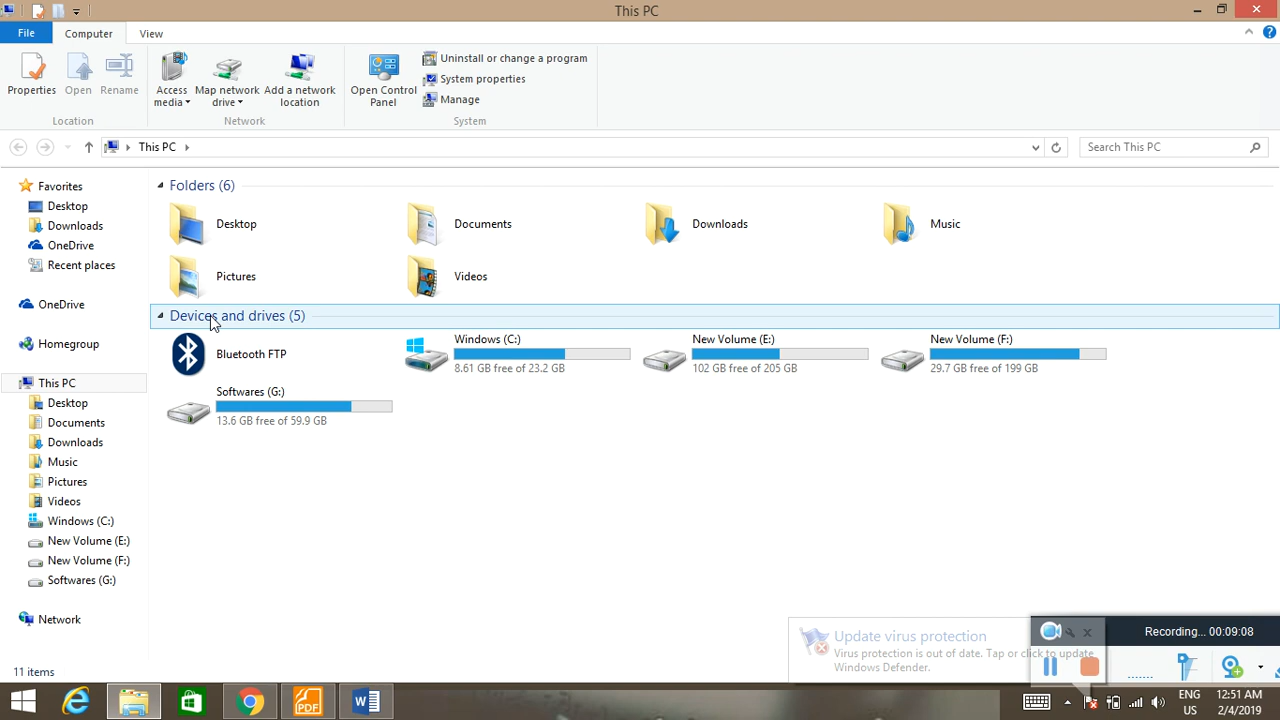 This PC
File Computer View
Properties Open Rename
Location
Access media
Map network drive
Add a network location
Network
Open Control Panel
Uninstall or change a program
System properties
Manage
System
This PC
Search This PC
Favorites
Desktop
Downloads
OneDrive
Recent places
OneDrive
Homegroup
This PC
Desktop
Documents
Downloads
Music
Pictures
Videos
Windows (C:)
New Volume (E:)
New Volume (F:)
Softwares (G:)
Network
Folders (6)
Desktop
Documents
Downloads
Music
Pictures
Videos
Devices and drives (5)
Bluetooth FTP
Windows (C:)
8.61 GB free of 23.2 GB
New Volume (E:)
102 GB free of 205 GB
New Volume (F:)
29.7 GB free of 199 GB
Softwares (G:)
13.6 GB free of 59.9 GB
Update virus protection
Virus protection is out of date. Tap or click to update
Windows Defender.
Recording... 00:09:08
11 items
PDF
ENG
US
12:51 AM
2/4/2019